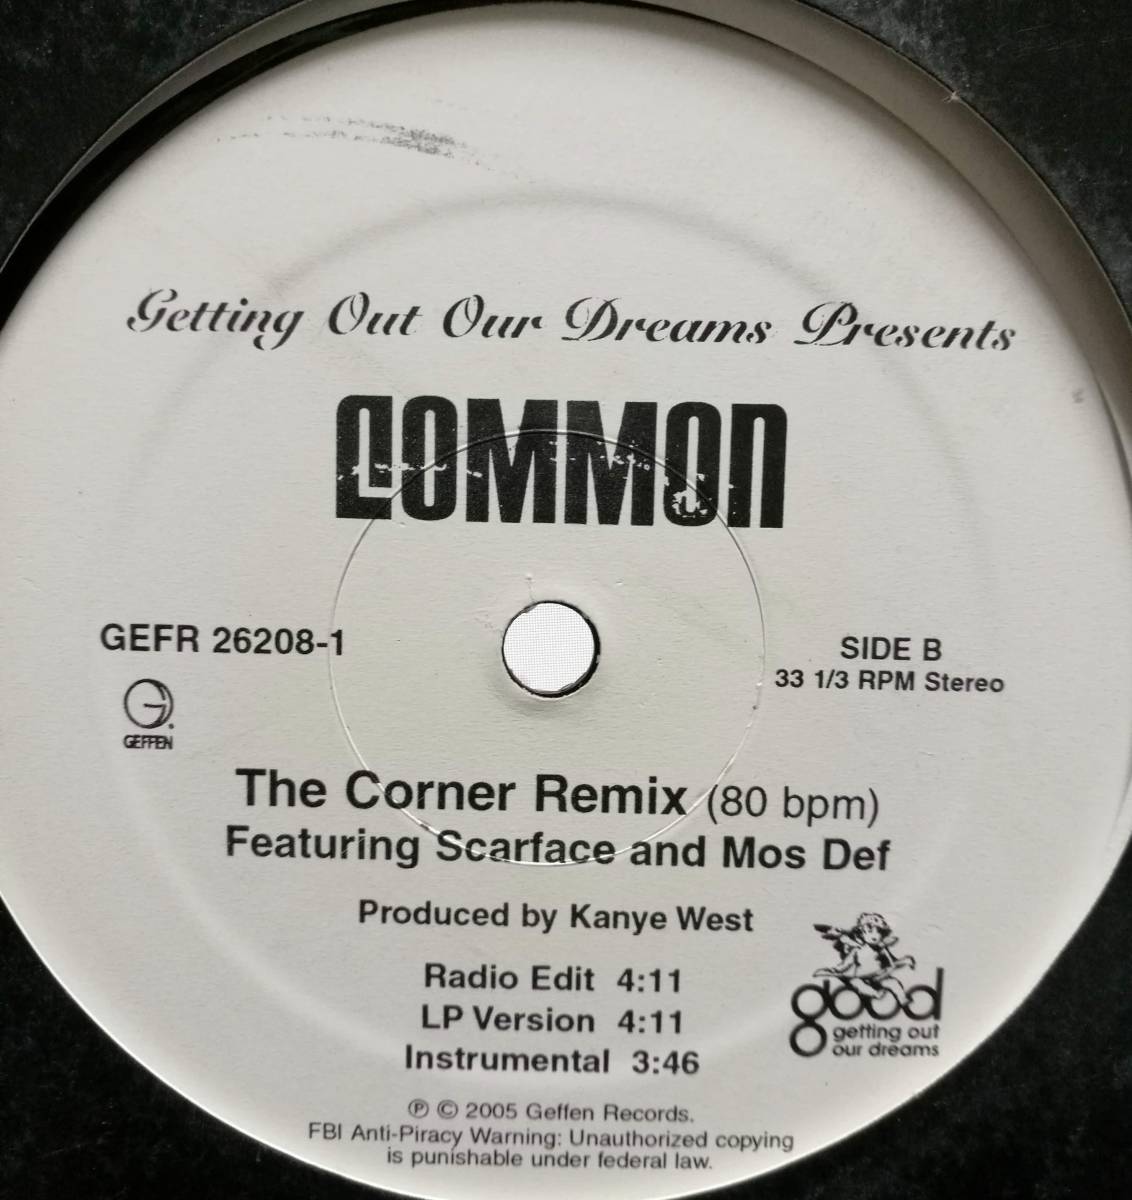 Getting Out Our Dreams Presents
COMMON
GEFR 26208-1
GEFFEN
SIDE B
33 1/3 RPM Stereo
The Corner Remix (80 bpm)
Featuring Scarface and Mos Def
Produced by Kanye West
Radio Edit 4:11
LP Version 4:11
Instrumental 3:46
good
getting out
our dreams
℗ © 2005 Geffen Records.
FBI Anti-Piracy Warning: Unauthorized copying
is punishable under federal law.